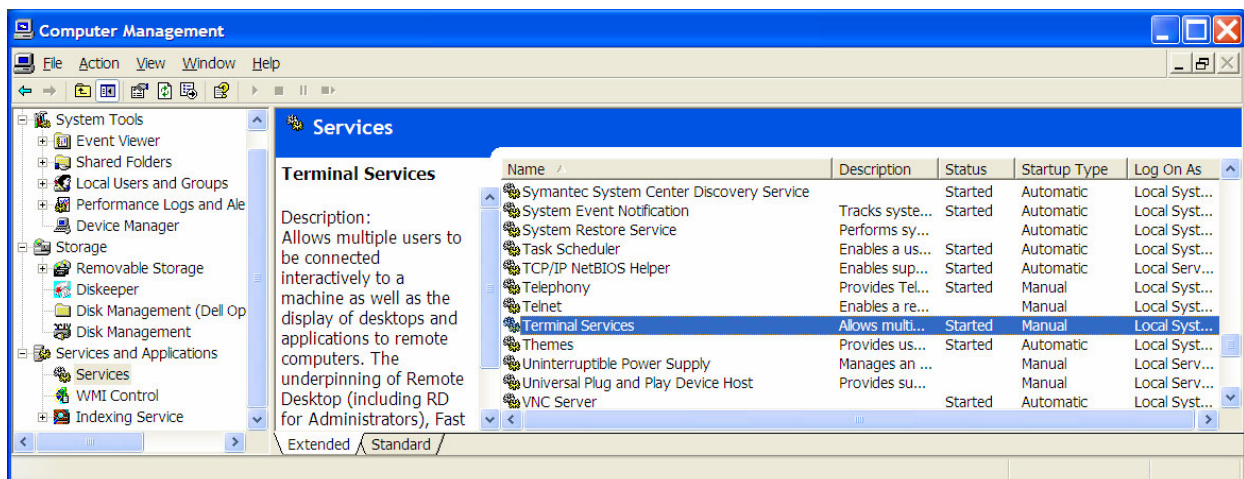 Computer Management
File Action View Window Help
System Tools
Event Viewer
Shared Folders
Local Users and Groups
Performance Logs and Ale
Device Manager
Storage
Removable Storage
Diskeeper
Disk Management (Dell Op
Disk Management
Services and Applications
Services
WMI Control
Indexing Service
Services
Terminal Services
Description:
Allows multiple users to
be connected
interactively to a
machine as well as the
display of desktops and
applications to remote
computers. The
underpinning of Remote
Desktop (including RD
for Administrators), Fast
Name Description Status Startup Type Log On As
Symantec System Center Discovery Service Started Automatic Local Syst...
System Event Notification Tracks syste... Started Automatic Local Syst...
System Restore Service Performs sy... Automatic Local Syst...
Task Scheduler Enables a us... Started Automatic Local Syst...
TCP/IP NetBIOS Helper Enables sup... Started Automatic Local Serv...
Telephony Provides Tel... Started Manual Local Syst...
Telnet Enables a re... Manual Local Syst...
Terminal Services Allows multi... Started Manual Local Syst...
Themes Provides us... Started Automatic Local Syst...
Uninterruptible Power Supply Manages an ... Manual Local Serv...
Universal Plug and Play Device Host Provides su... Manual Local Serv...
VNC Server Started Automatic Local Syst...
Extended Standard